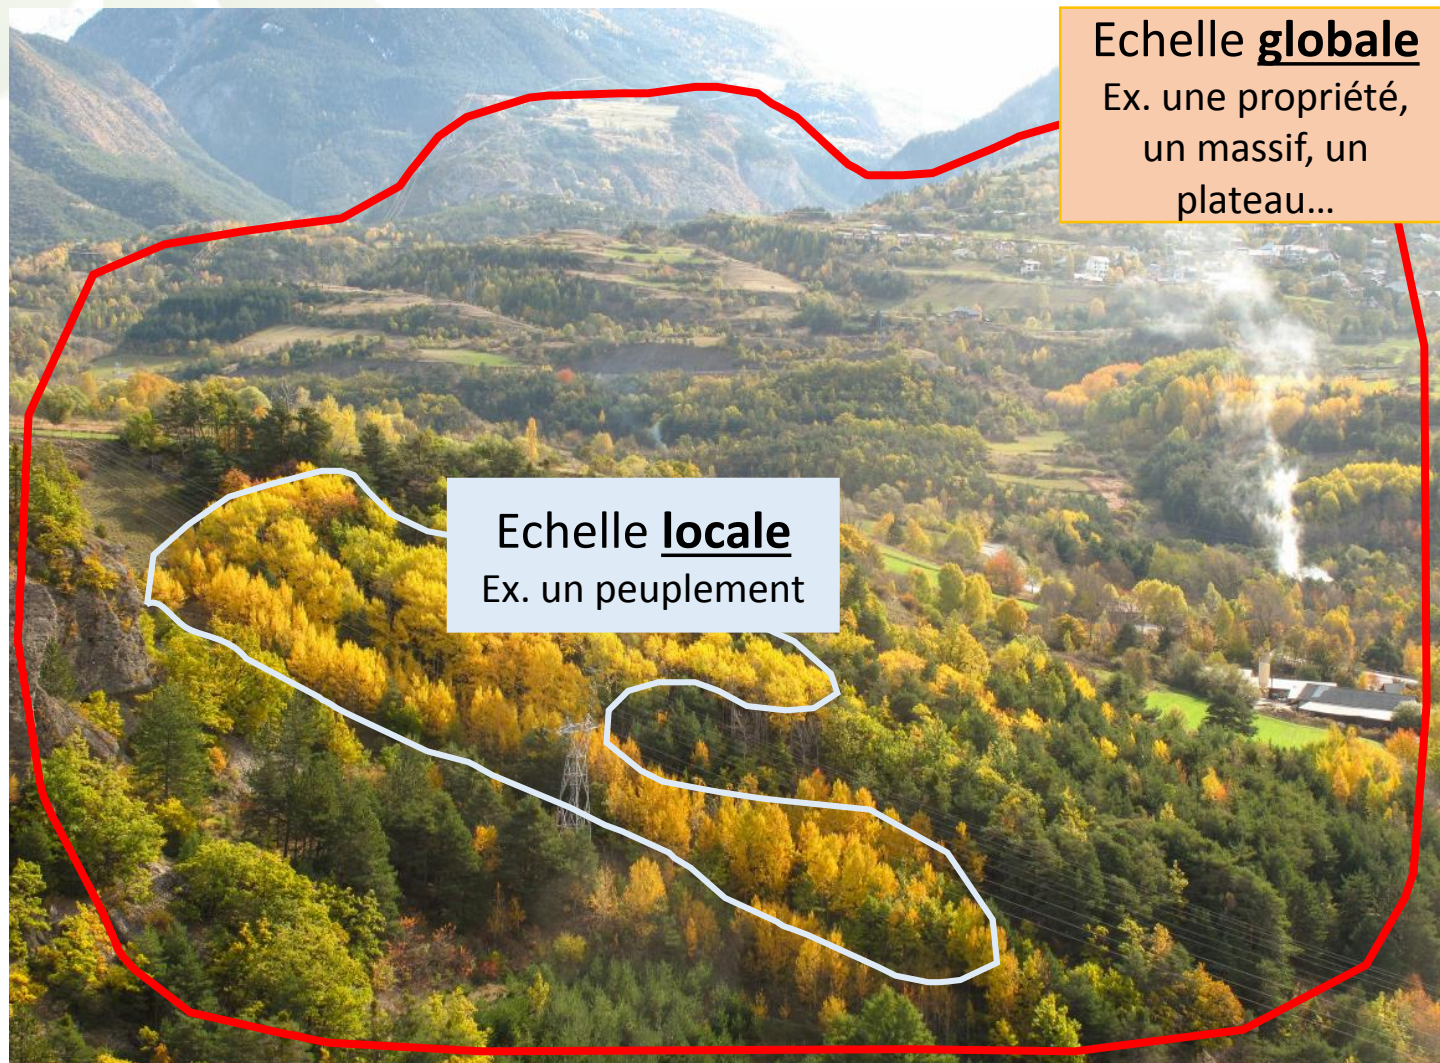 Echelle globale
Ex. une propriété,
un massif, un
plateau…
Echelle locale
Ex. un peuplement